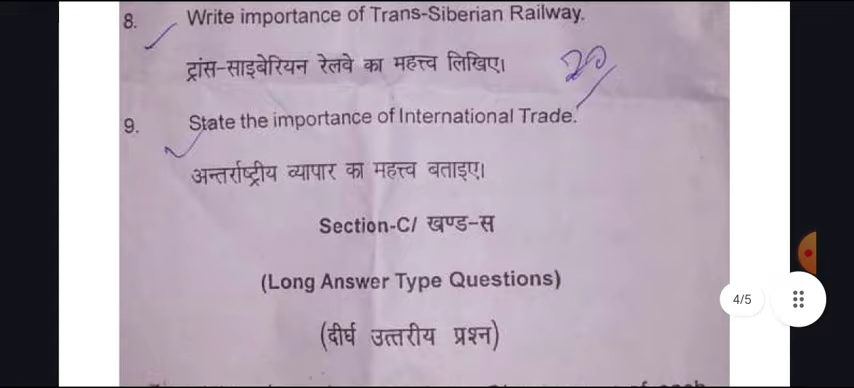 8. Write importance of Trans-Siberian Railway.
ट्रांस-साइबेरियन रेलवे का महत्त्व लिखिए।
20
9. State the importance of International Trade.
अन्तर्राष्ट्रीय व्यापार का महत्त्व बताइए।
Section-C/ खण्ड-स
(Long Answer Type Questions)
4/5
(दीर्घ उत्तरीय प्रश्न)